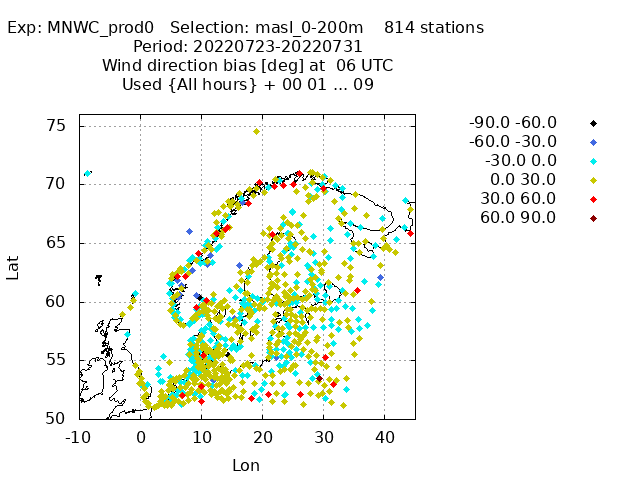 Exp: MNWC_prod0 Selection: masl_0-200m 814 stations
Period: 20220723-20220731
Wind direction bias [deg] at 06 UTC
Used {All hours} + 00 01 ... 09
75
70
65
60
55
50
-10 0 10 20 30 40
Lat
Lon
-90.0 -60.0
-60.0 -30.0
-30.0 0.0
0.0 30.0
30.0 60.0
60.0 90.0